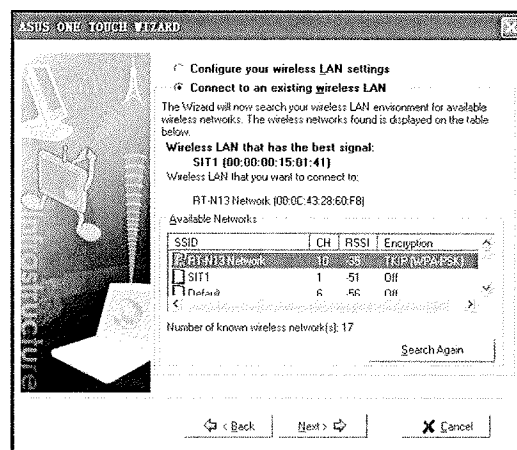 ASUS ONE TOUCH WIZARD
Configure your wireless LAN settings
Connect to an existing wireless LAN
The Wizard will now search your wireless LAN environment for available
wireless networks. The wireless networks found is displayed on the table
below.
Wireless LAN that has the best signal:
SIT1 (00:00:00:15:01:41)
Wireless LAN that you want to connect to:
RT-N13 Network (00:0C:43:28:60:F8)
Available Networks
SSID CH RSSI Encryption
RT-N13 Network 10 -35 TKIP (WPA-PSK)
SIT1 1 -51 Off
Default 6 -56 Off
Number of known wireless network(s): 17
Search Again
< Back Next > Cancel
Infrastructure